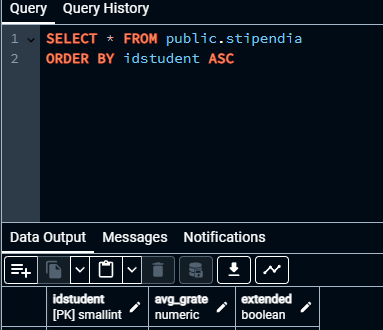 Query Query History
1 SELECT * FROM public.stipendia
2 ORDER BY idstudent ASC
Data Output Messages Notifications
idstudent avg_grate extended
[PK] smallint numeric boolean